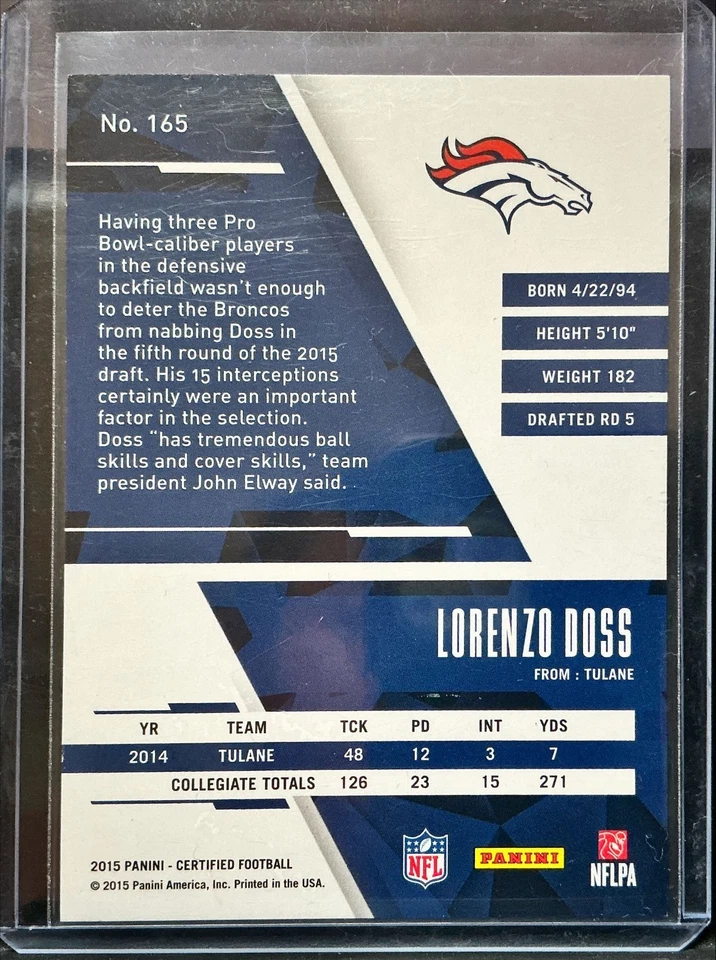 No. 165
Having three Pro
Bowl-caliber players
in the defensive
backfield wasn't enough
to deter the Broncos
from nabbing Doss in
the fifth round of the 2015
draft. His 15 interceptions
certainly were an important
factor in the selection.
Doss "has tremendous ball
skills and cover skills," team
president John Elway said.
BORN 4/22/94
HEIGHT 5'10"
WEIGHT 182
DRAFTED RD 5
LORENZO DOSS
FROM : TULANE
YR TEAM TCK PD INT YDS
2014 TULANE 48 12 3 7
COLLEGIATE TOTALS 126 23 15 271
2015 PANINI - CERTIFIED FOOTBALL
© 2015 Panini America, Inc. Printed in the USA.
NFL
PANINI
NFLPA